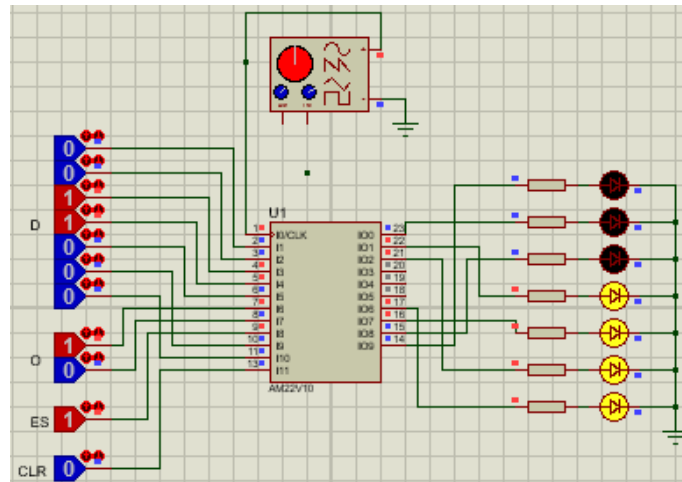 0
0
1
D 1
0
0
0
1
O 0
ES 1
CLR 0
U1
1 I0/CLK IO0 23
2 I1 IO1 22
3 I2 IO2 21
4 I3 IO3 20
5 I4 IO4 19
6 I5 IO5 18
7 I6 IO6 17
8 I7 IO7 16
9 I8 IO8 15
10 I9 IO9 14
11 I10
13 I11
AM22V10